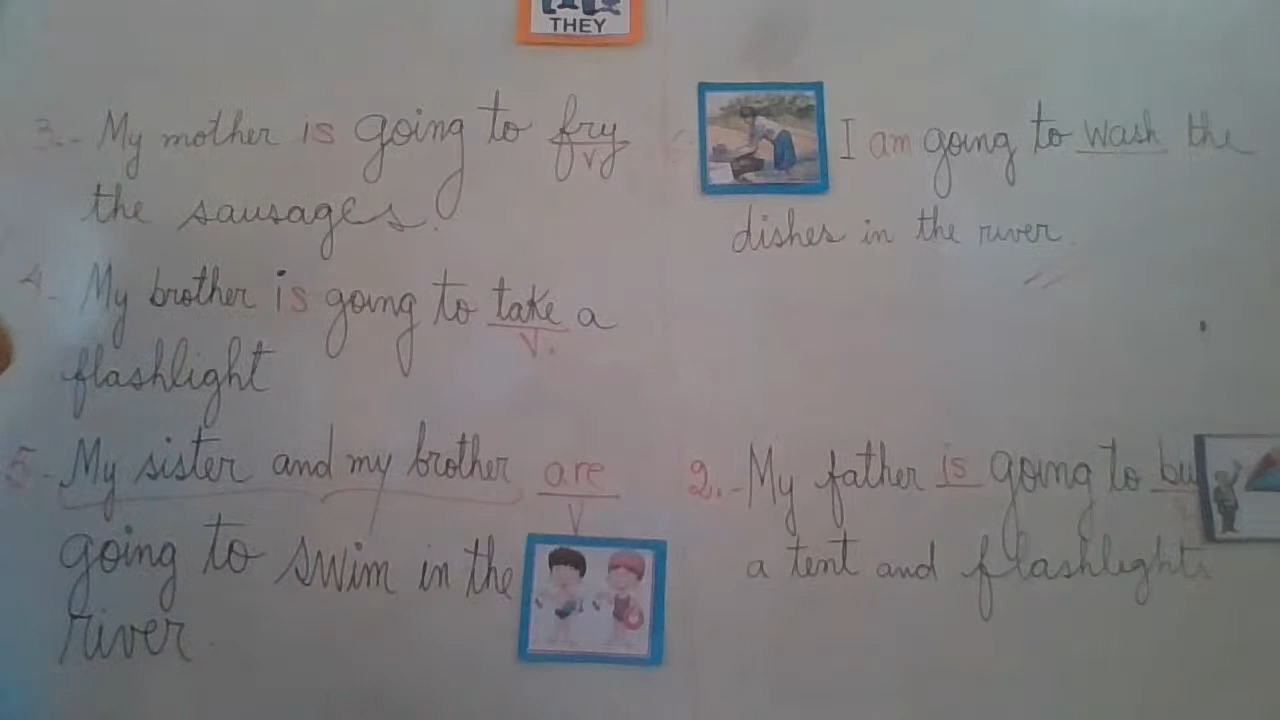 THEY
3.- My mother is going to fry
v
the sausages.
4- My brother is going to take a
v.
flashlight
5- My sister and my brother are
v
going to swim in the
river.
I am going to wash the
dishes in the river.
2.- My father is going to bu
a tent and flashlight